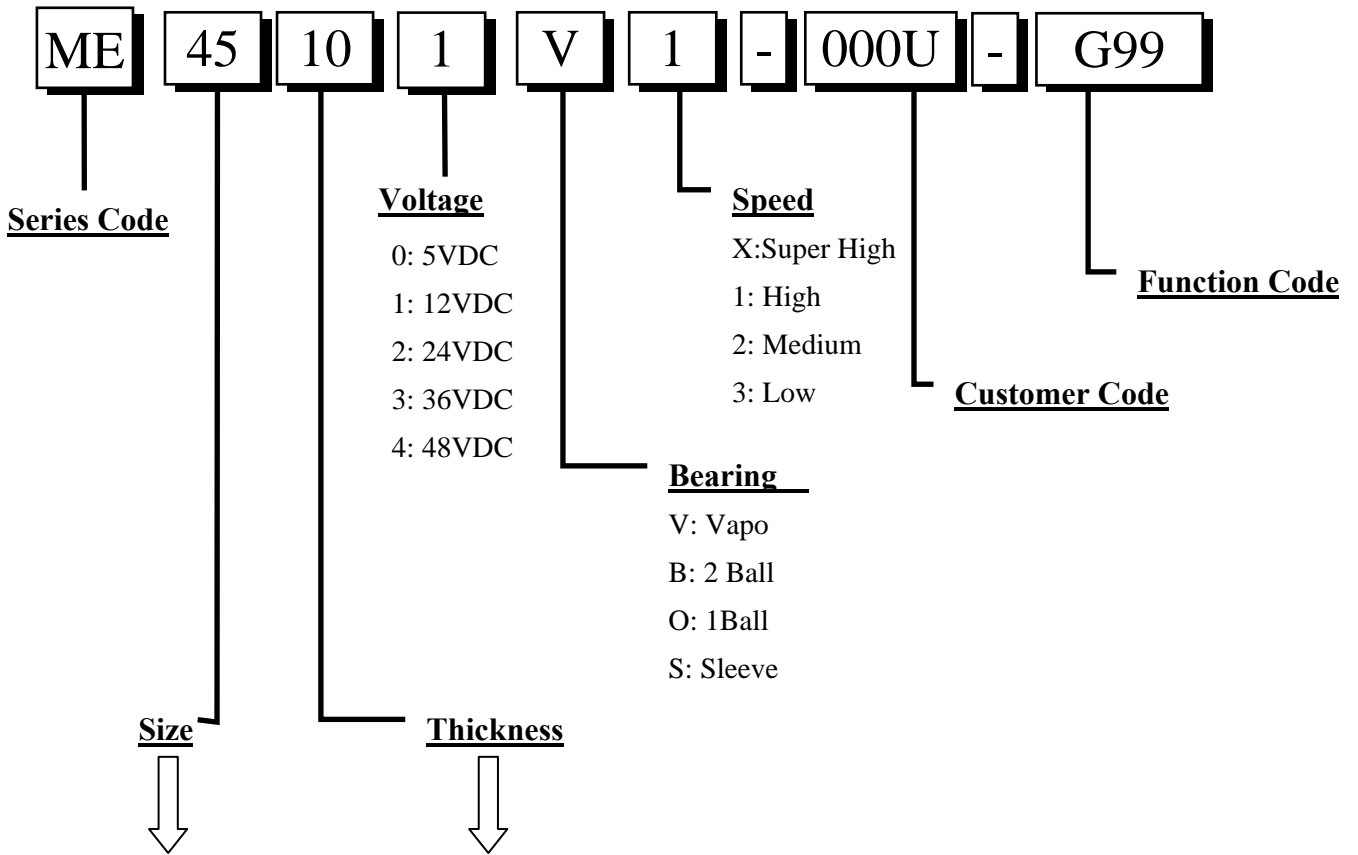 ME 45 10 1 V 1 - 000U - G99
Series Code
Voltage
0: 5VDC
1: 12VDC
2: 24VDC
3: 36VDC
4: 48VDC
Speed
X:Super High
1: High
2: Medium
3: Low
Function Code
Customer Code
Bearing
V: Vapo
B: 2 Ball
O: 1Ball
S: Sleeve
Size
Thickness